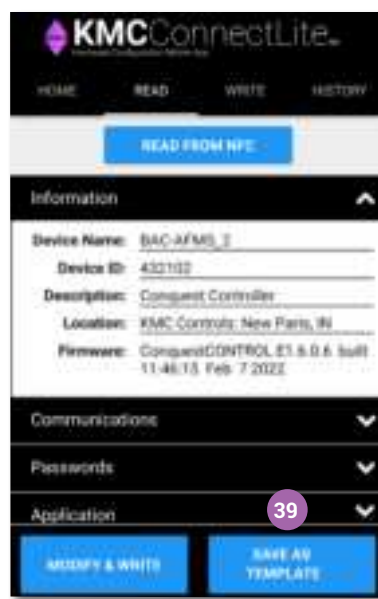 KMCConnectLite™
HOME READ WRITE HISTORY
READ FROM NFC
Information
Device Name: BAC-AFMS_2
Device ID: 432102
Description: Conquest Controller
Location: KMC Controls: New Paris, IN
Firmware: ConquestCONTROL E1.6.0.6 built
11:46:13 Feb 7 2022
Communications
Passwords
Application
39
MODIFY & WRITE
SAVE AS
TEMPLATE